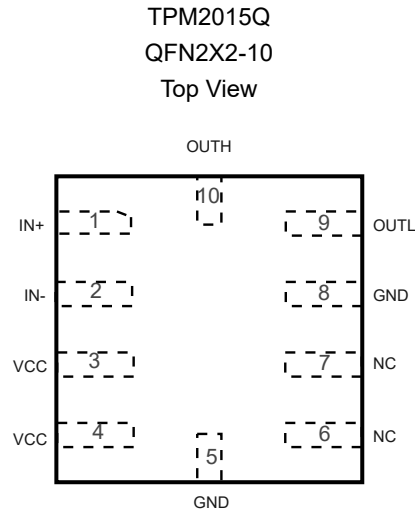 TPM2015Q
QFN2X2-10
Top View
OUTH
10
IN+ 1 9 OUTL
IN- 2 8 GND
VCC 3 7 NC
VCC 4 6 NC
5
GND